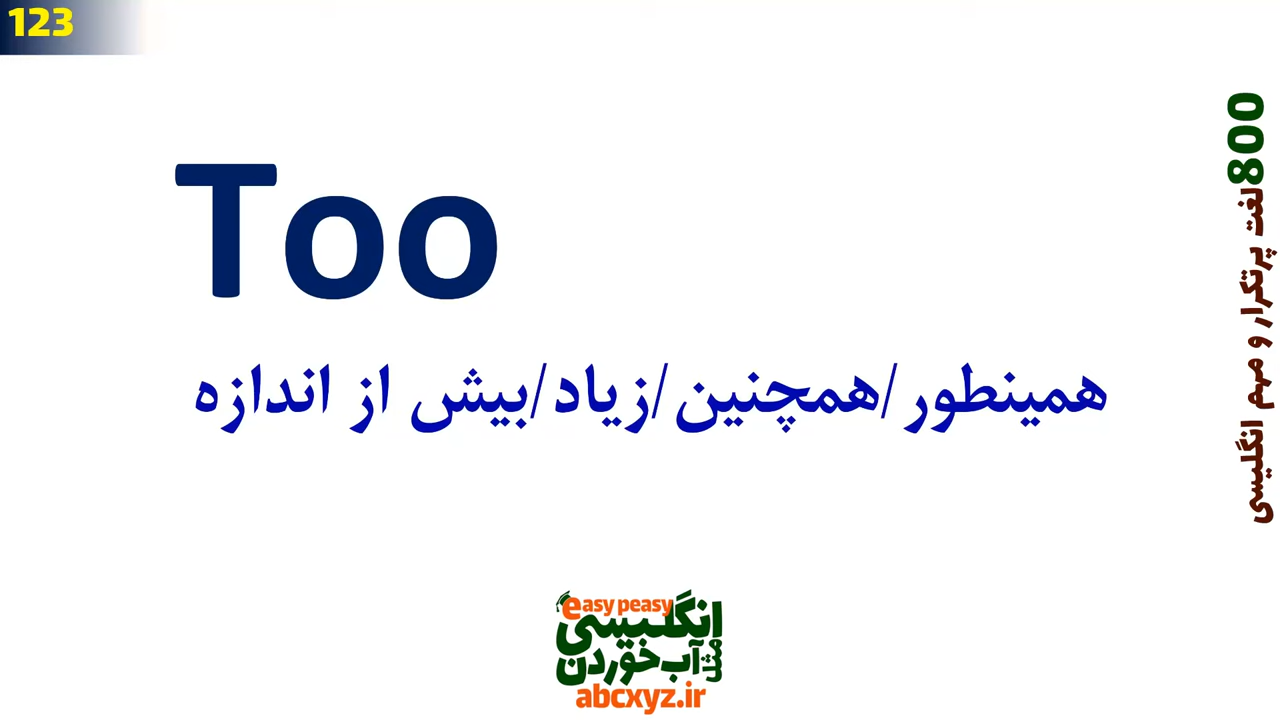 123
Too
همینطور/همچنین/زیاد/بیش از اندازه
800 لغت پرتکرار و مهم انگلیسی
easy peasy
انگلیسی
مثل آب خوردن
abcxyz.ir